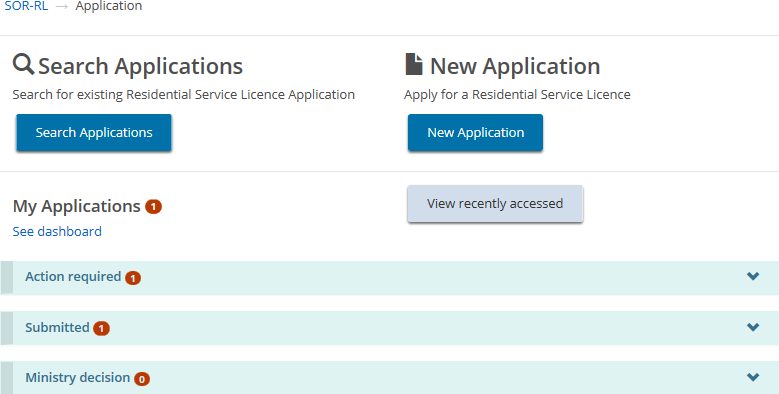 SOR-RL → Application
Search Applications
Search for existing Residential Service Licence Application
Search Applications
New Application
Apply for a Residential Service Licence
New Application
My Applications 1
See dashboard
View recently accessed
Action required 1
Submitted 1
Ministry decision 0